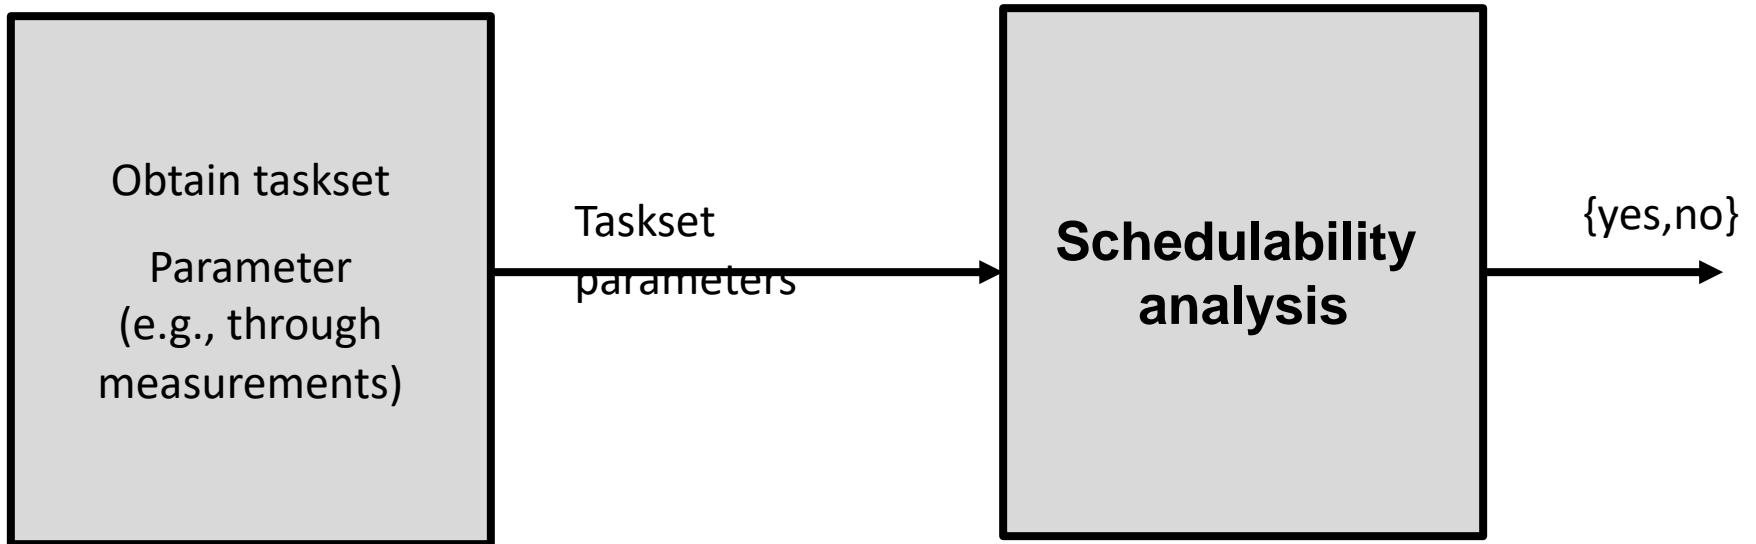 Obtain taskset
Parameter
(e.g., through
measurements)
Taskset
parameters
Schedulability
analysis
{yes,no}